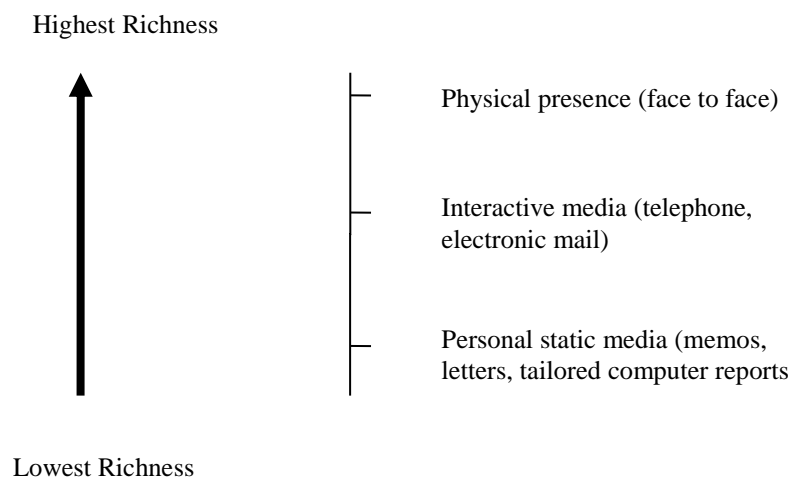 Highest Richness
Physical presence (face to face)
Interactive media (telephone,
electronic mail)
Personal static media (memos,
letters, tailored computer reports
Lowest Richness